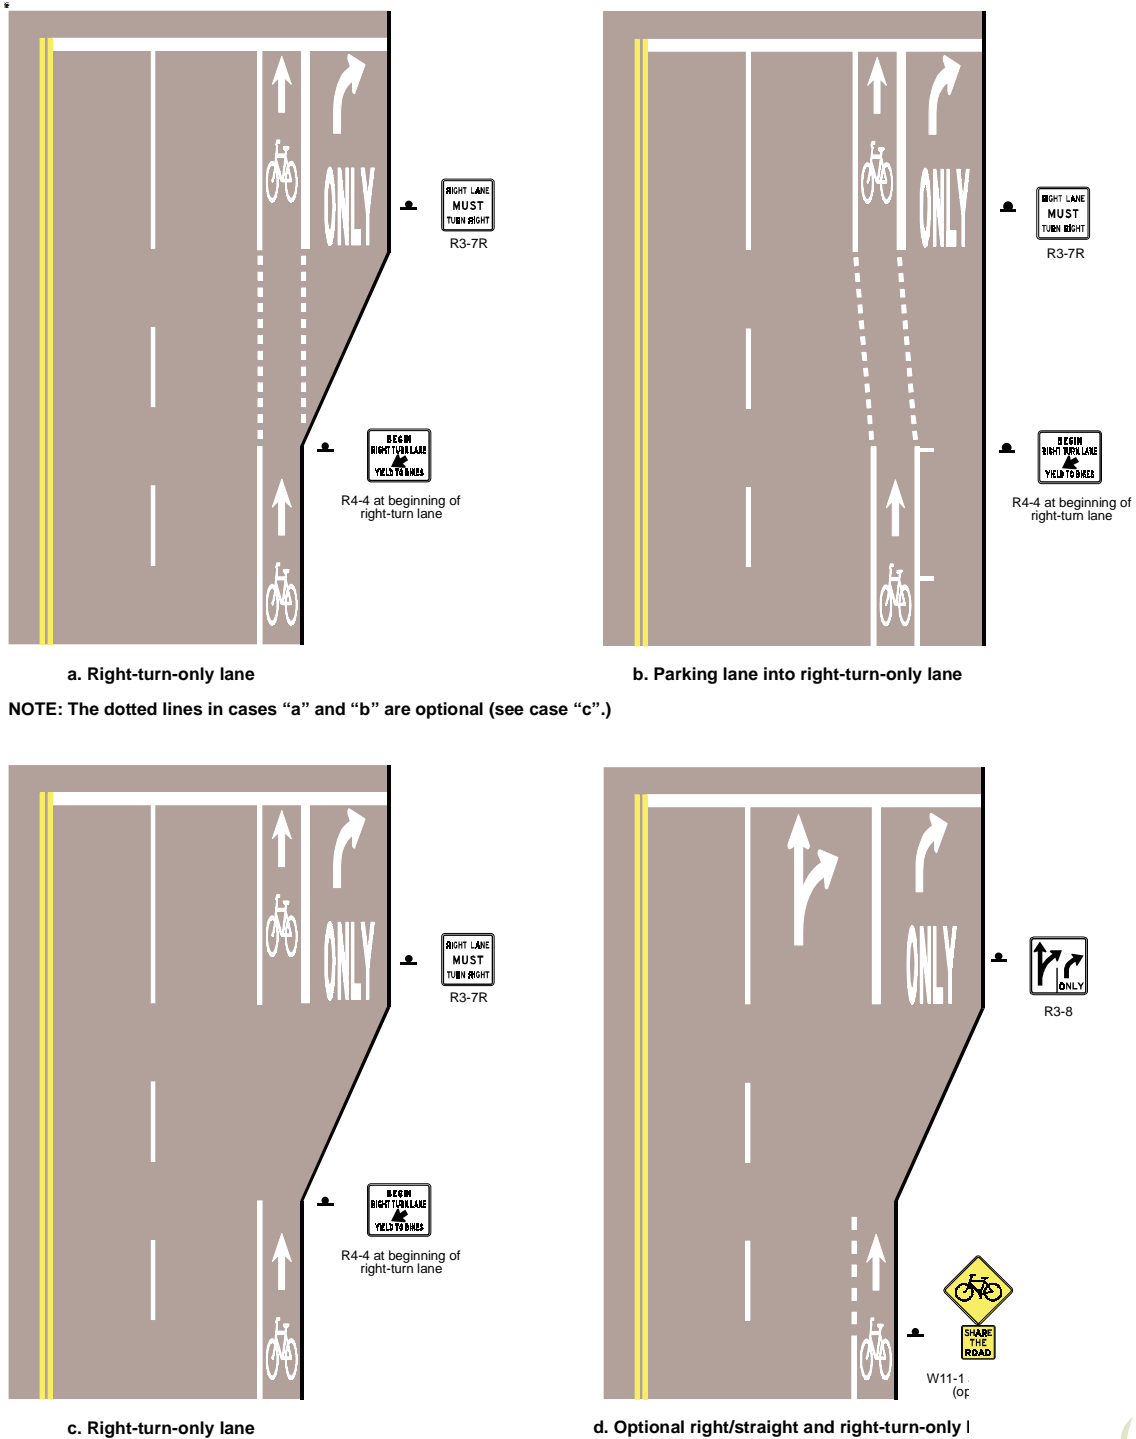 ONLY
RIGHT LANE
MUST
TURN RIGHT
R3-7R
BEGIN
RIGHT TURN LANE
YIELD TO BIKES
R4-4 at beginning of
right-turn lane
a. Right-turn-only lane
ONLY
RIGHT LANE
MUST
TURN RIGHT
R3-7R
BEGIN
RIGHT TURN LANE
YIELD TO BIKES
R4-4 at beginning of
right-turn lane
b. Parking lane into right-turn-only lane
NOTE: The dotted lines in cases “a” and “b” are optional (see case “c”.)
ONLY
RIGHT LANE
MUST
TURN RIGHT
R3-7R
BEGIN
RIGHT TURN LANE
YIELD TO BIKES
R4-4 at beginning of
right-turn lane
c. Right-turn-only lane
ONLY
ONLY
R3-8
SHARE
THE
ROAD
W11-1
d. Optional right/straight and right-turn-only